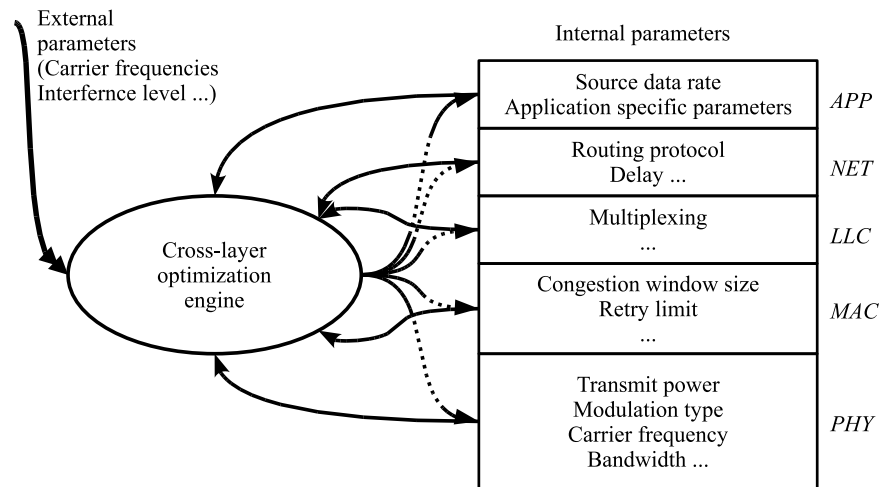 External
parameters
(Carrier frequencies
Interfernce level ...)
Internal parameters
Source data rate
Application specific parameters
APP
Routing protocol
Delay ...
NET
Multiplexing
...
LLC
Cross-layer
optimization
engine
Congestion window size
Retry limit
...
MAC
Transmit power
Modulation type
Carrier frequency
Bandwidth ...
PHY